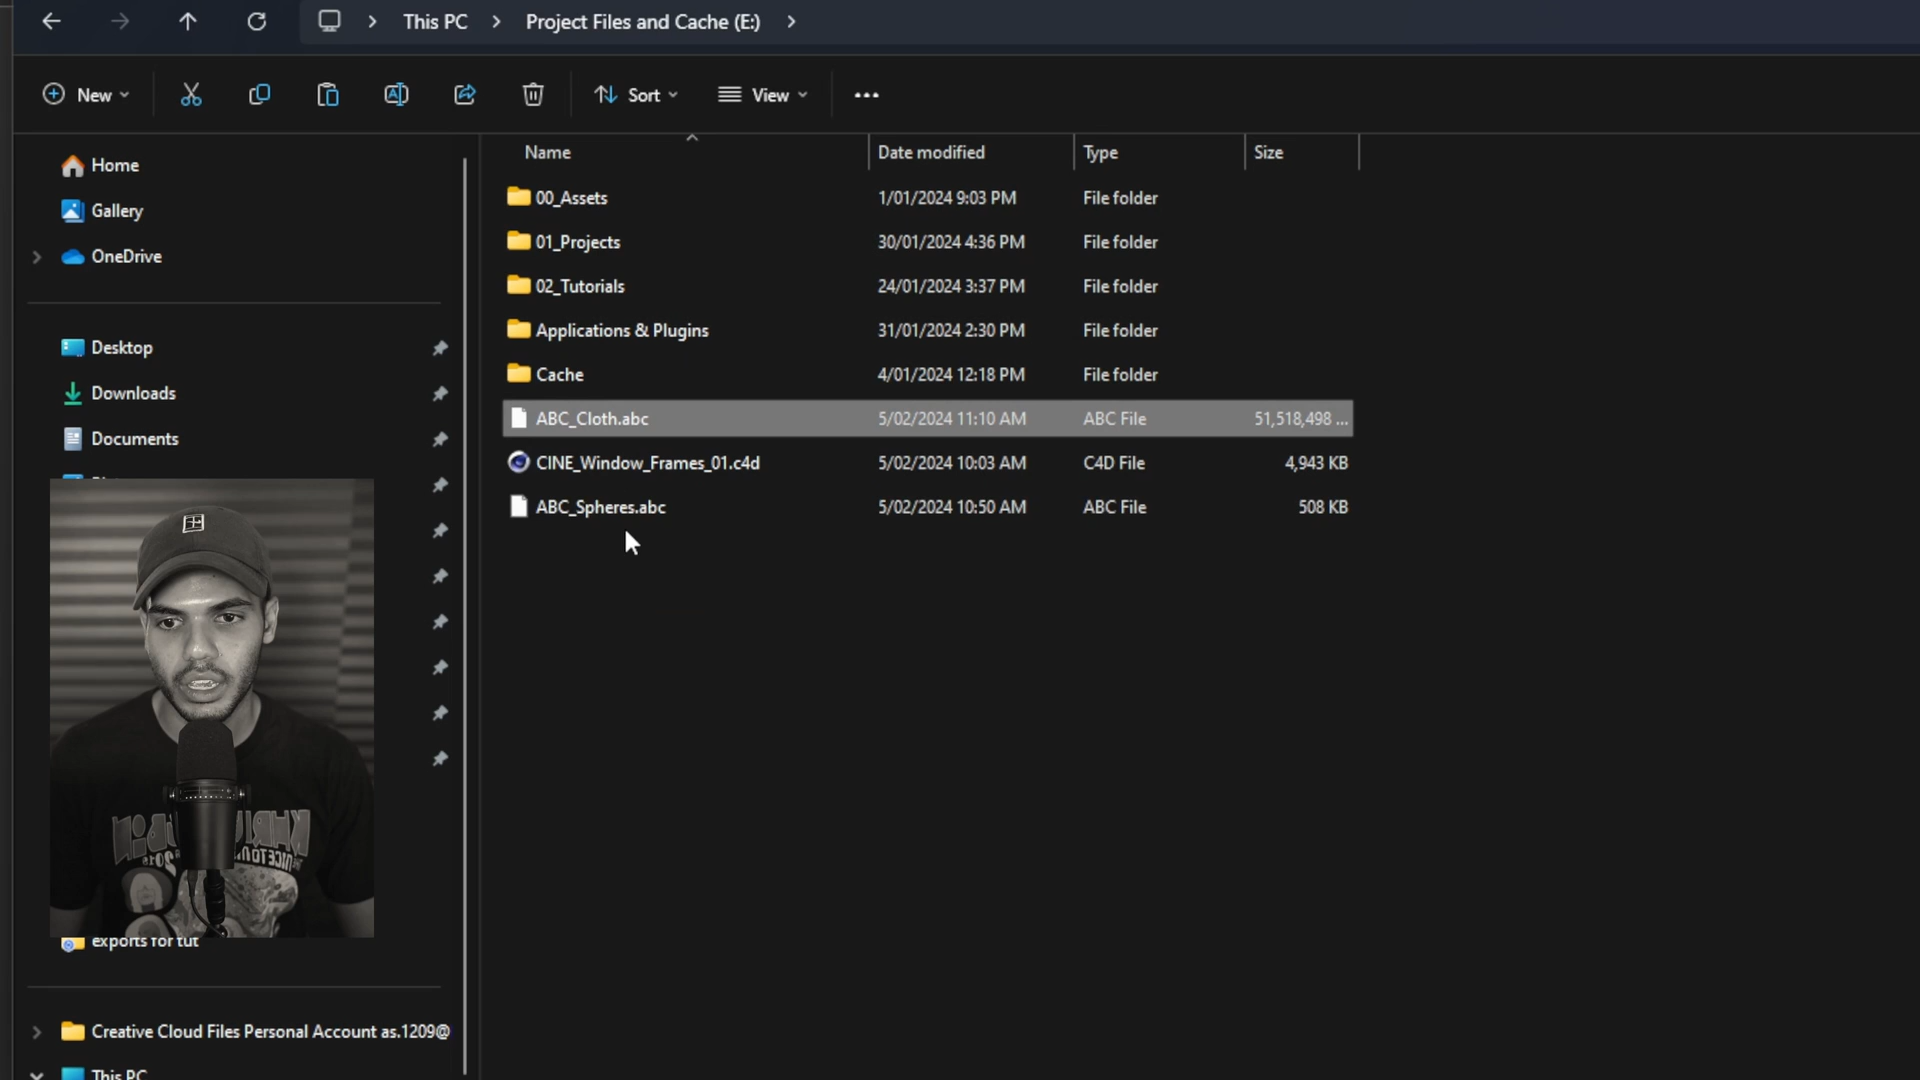 This PC
Project Files and Cache (E:)
New
Sort
View
Name
Date modified
Type
Size
Home
Gallery
OneDrive
Desktop
Downloads
Documents
00_Assets 1/01/2024 9:03 PM File folder
01_Projects 30/01/2024 4:36 PM File folder
02_Tutorials 24/01/2024 3:37 PM File folder
Applications & Plugins 31/01/2024 2:30 PM File folder
Cache 4/01/2024 12:18 PM File folder
ABC_Cloth.abc 5/02/2024 11:10 AM ABC File 51,518,498 ...
CINE_Window_Frames_01.c4d 5/02/2024 10:03 AM C4D File 4,943 KB
ABC_Spheres.abc 5/02/2024 10:50 AM ABC File 508 KB
exports for tut
Creative Cloud Files Personal Account as.1209@
This PC